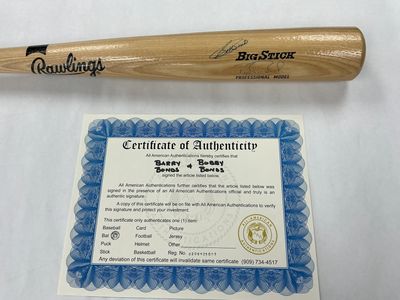 Rawlings
BIG STICK
PROFESSIONAL MODEL
Certificate of Authenticity
All American Authentications hereby certifies that
BARRY BONDS & BOBBY BONDS
signed the article listed below.
All American Authentications further certifies that the article listed below was
signed in the presence of an All American Authentications official and truly is an
authentic signature.
A copy of this certificate will be on file with All American Authentications to verify
this signature and protect your investment.
This certificate only authenticates one (1) item:
Baseball Card Picture
Bat Football Jersey
Puck Helmet Other
Stick Basketball Reg. No.
Any deviation of this certificate will invalidate same certificate (909) 734-4517